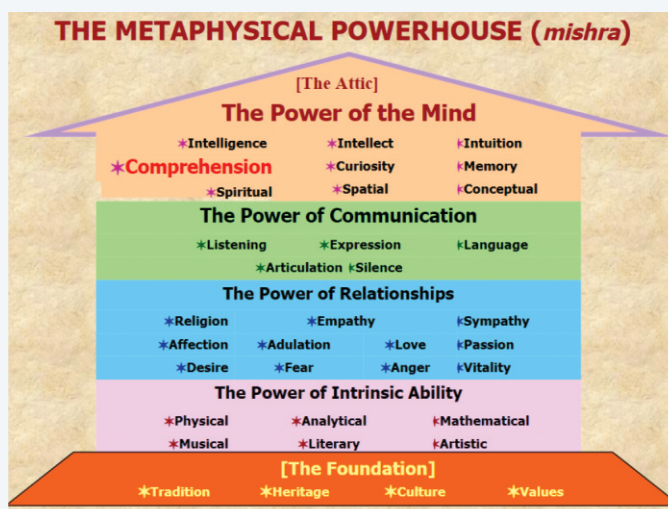 THE METAPHYSICAL POWERHOUSE (mishra)
[The Attic]
The Power of the Mind
✶Intelligence ✶Intellect ✶Intuition
✶Comprehension ✶Curiosity ✶Memory
✶Spiritual ✶Spatial ✶Conceptual
The Power of Communication
✶Listening ✶Expression ✶Language
✶Articulation ✶Silence
The Power of Relationships
✶Religion ✶Empathy ✶Sympathy
✶Affection ✶Adulation ✶Love ✶Passion
✶Desire ✶Fear ✶Anger ✶Vitality
The Power of Intrinsic Ability
✶Physical ✶Analytical ✶Mathematical
✶Musical ✶Literary ✶Artistic
[The Foundation]
✶Tradition ✶Heritage ✶Culture ✶Values